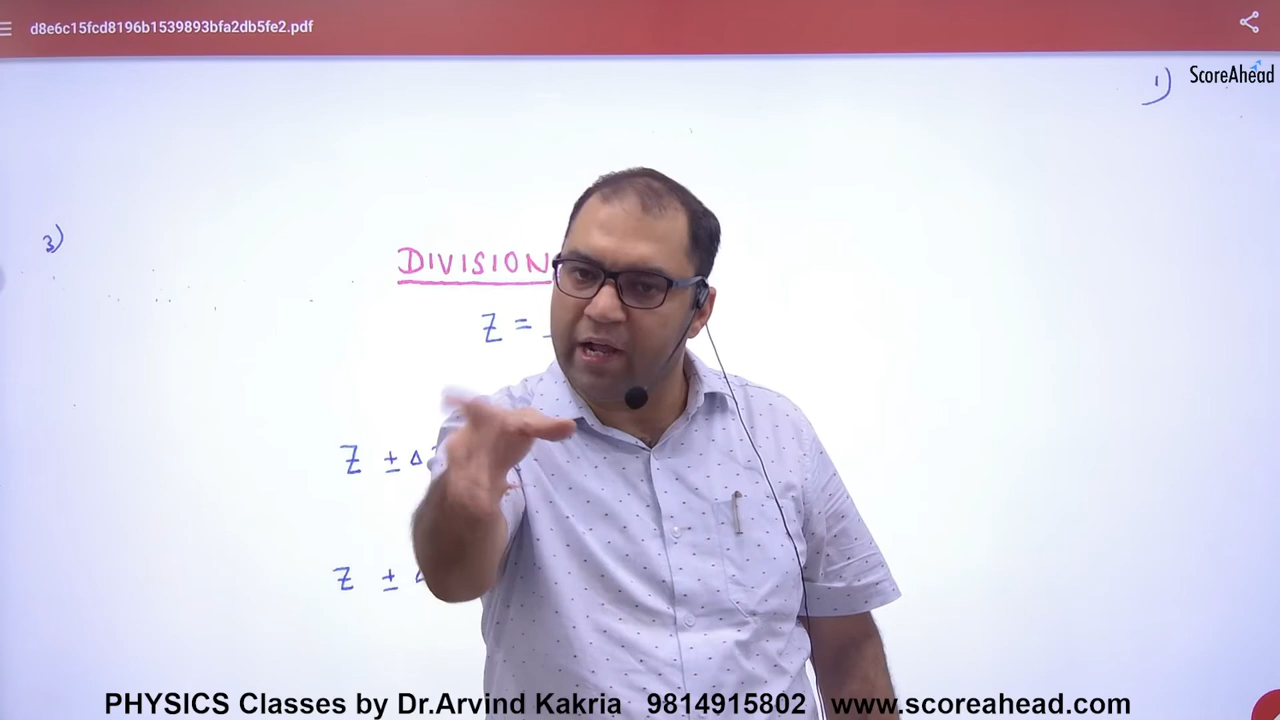 d8e6c15fcd8196b1539893bfa2db5fe2.pdf
ScoreAhead
1)
3)
DIVISION
Z =
Z ± Δ
Z ±
PHYSICS Classes by Dr.Arvind Kakria 9814915802 www.scoreahead.com